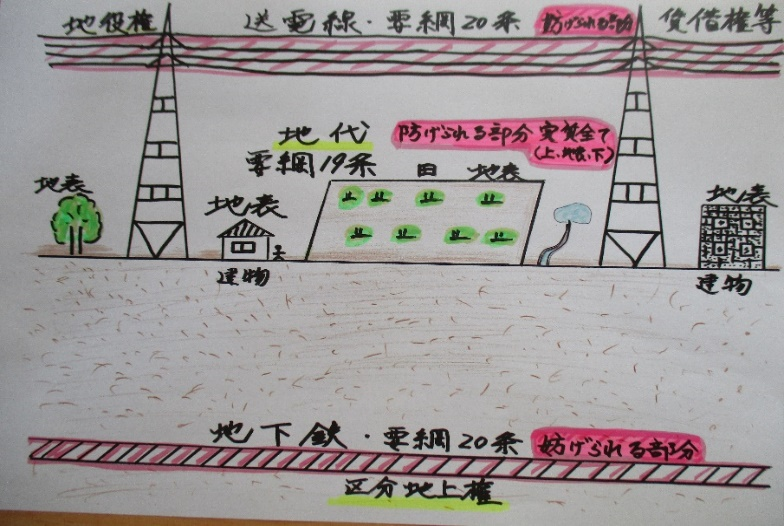 地役権 送電線・要綱20条 妨げられる部分 賃借権等
地代 防げられる部分 実質全て
要綱19条 (上、地表、下)
田 地表
地表
地表
地表
建物
建物
地下鉄・要綱20条 妨げられる部分
区分地上権